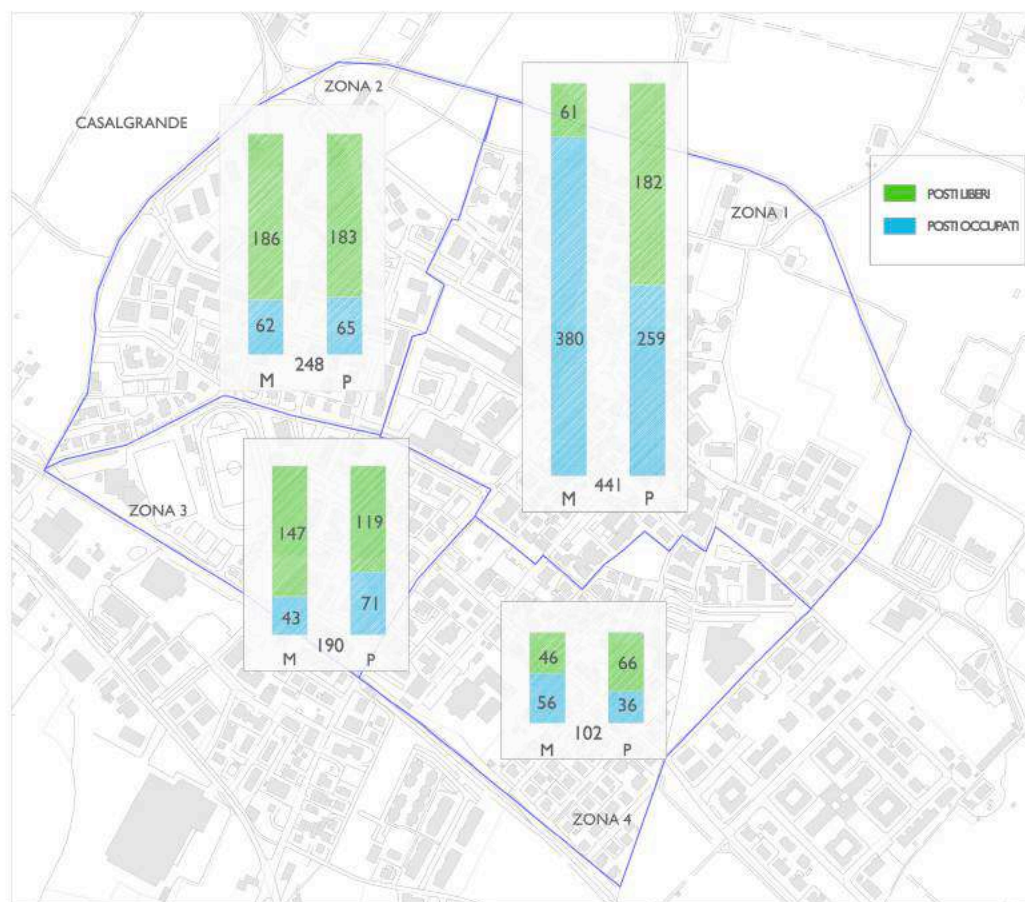 ZONA 2
CASALGRANDE
186
183
62
65
248
M
P
61
182
380
259
441
M
P
ZONA 1
POSTI LIBERI
POSTI OCCUPATI
ZONA 3
147
119
43
71
190
M
P
46
66
56
36
102
M
P
ZONA 4